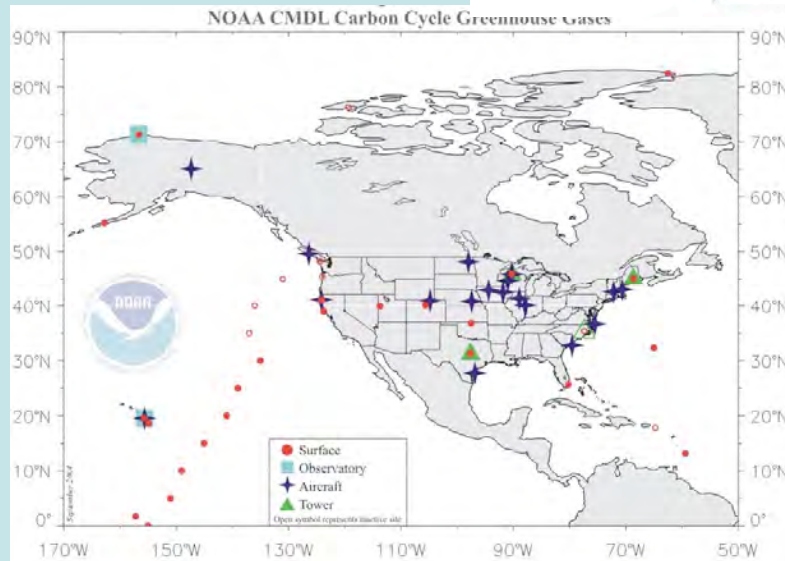 NOAA CMDL Carbon Cycle Greenhouse Gases
90°N
90°N
80°N
80°N
70°N
70°N
60°N
60°N
50°N
50°N
40°N
40°N
30°N
30°N
20°N
20°N
10°N
10°N
0°
0°
NOAA
Surface
Observatory
Aircraft
Tower
Open symbol represents inactive site
September 2004
170°W
150°W
130°W
110°W
90°W
70°W
50°W